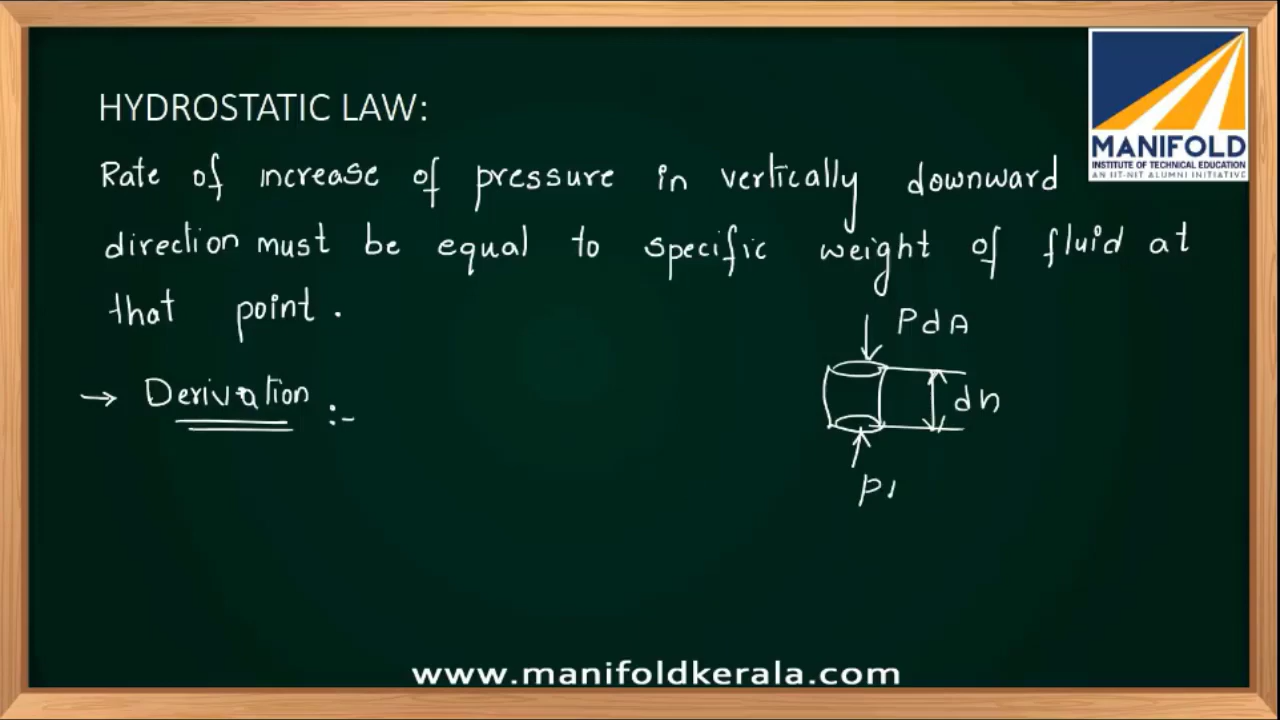 HYDROSTATIC LAW:
MANIFOLD
INSTITUTE OF TECHNICAL EDUCATION
AN IIT-NIT ALUMNI INITIATIVE
Rate of increase of pressure in vertically downward
direction must be equal to specific weight of fluid at
that point.
PdA
→ Derivation :-
dh
www.manifoldkerala.com